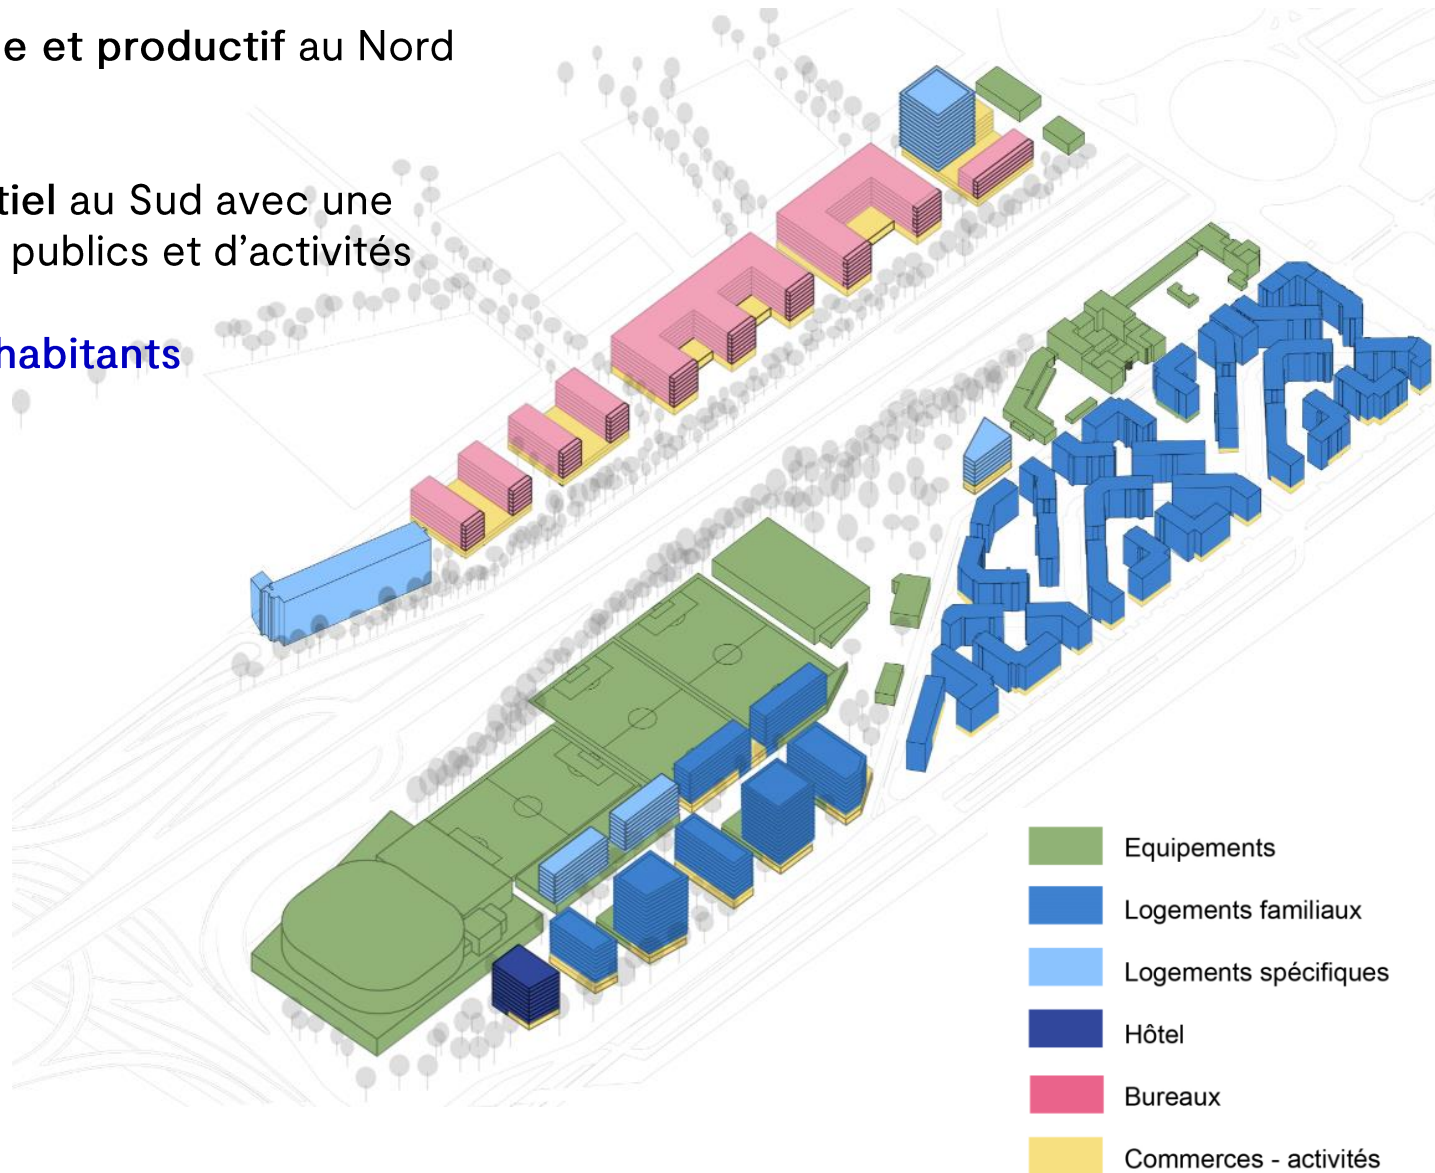 e et productif au Nord
tiel au Sud avec une
publics et d’activités
habitants
Equipements
Logements familiaux
Logements spécifiques
Hôtel
Bureaux
Commerces - activités